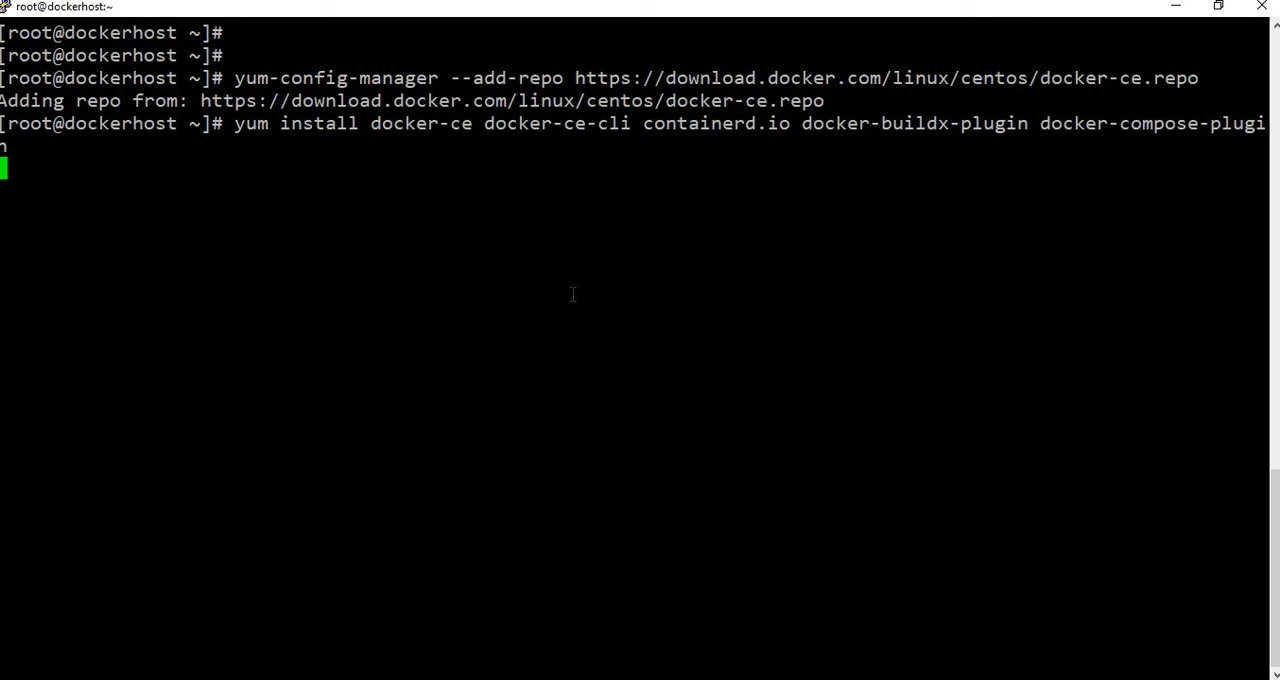 root@dockerhost:~
[root@dockerhost ~]#
[root@dockerhost ~]#
[root@dockerhost ~]# yum-config-manager --add-repo https://download.docker.com/linux/centos/docker-ce.repo
Adding repo from: https://download.docker.com/linux/centos/docker-ce.repo
[root@dockerhost ~]# yum install docker-ce docker-ce-cli containerd.io docker-buildx-plugin docker-compose-plugi
n